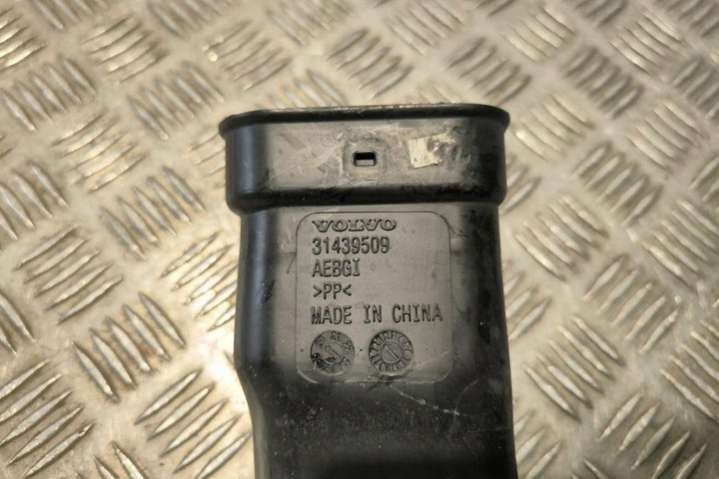 VOLVO
31439509
AEBGI
>PP<
MADE IN CHINA